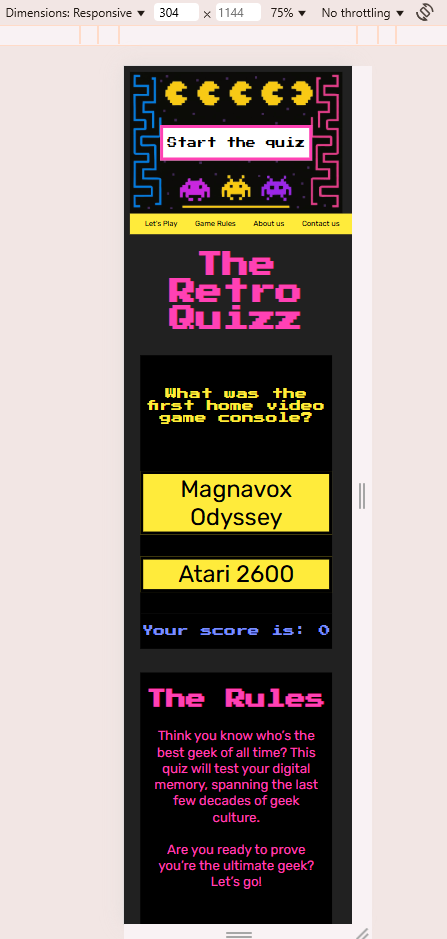 Dimensions: Responsive ▼ 304 × 1144 75% ▼ No throttling ▼
Start the quiz
Let's Play Game Rules About us Contact us
The
Retro
Quizz
What was the
first home video
game console?
Magnavox
Odyssey
Atari 2600
Your score is: 0
The Rules
Think you know who's the
best geek of all time? This
quiz will test your digital
memory, spanning the last
few decades of geek
culture.
Are you ready to prove
you're the ultimate geek?
Let's go!